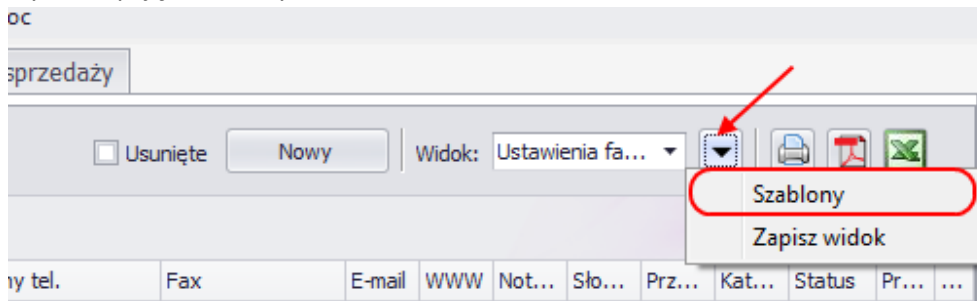 oc
sprzedaży
Usunięte Nowy Widok: Ustawienia fa...
Szablony
Zapisz widok
ny tel. Fax E-mail WWW Not... Sło... Prz... Kat... Status Pr... ...